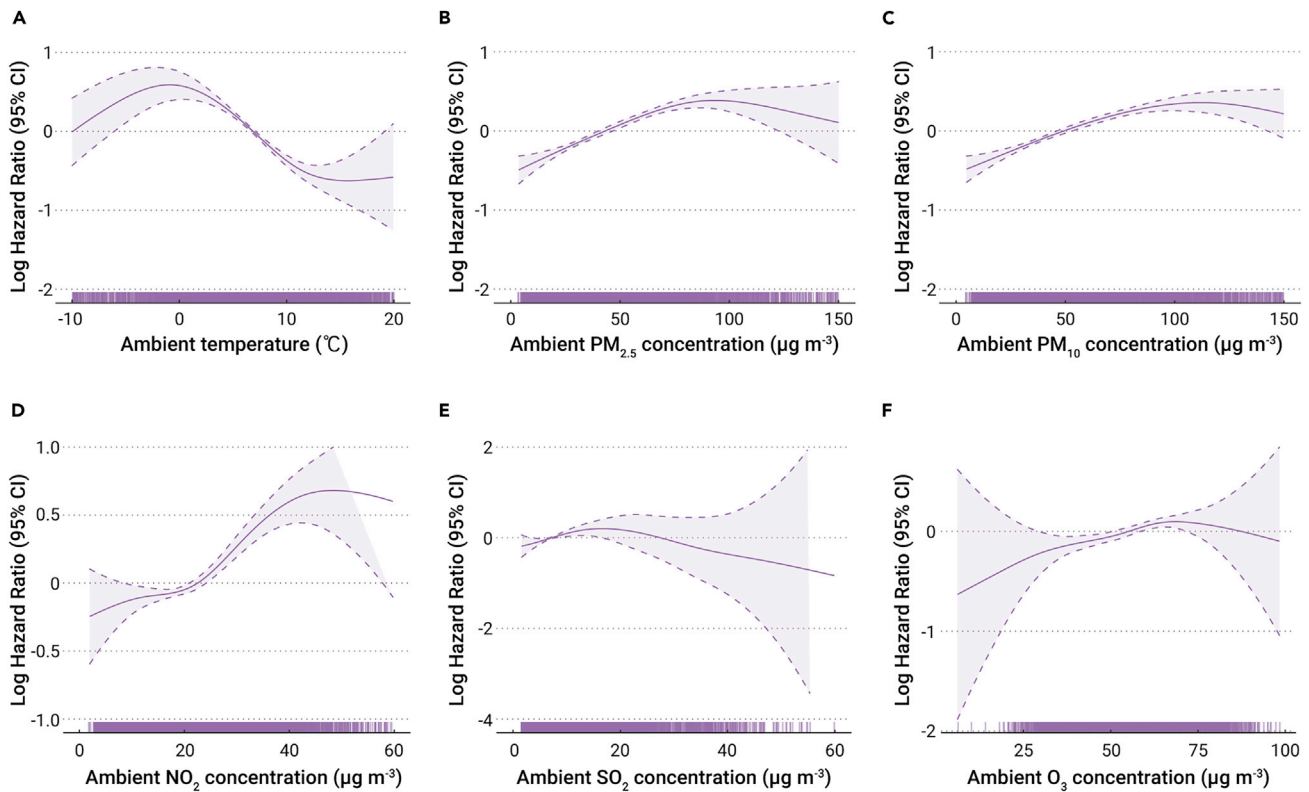 A
Log Hazard Ratio (95% CI)
1
0
-1
-2
-10 0 10 20
Ambient temperature (℃)
B
Log Hazard Ratio (95% CI)
1
0
-1
-2
0 50 100 150
Ambient PM2.5 concentration (µg m-3)
C
Log Hazard Ratio (95% CI)
1
0
-1
-2
0 50 100 150
Ambient PM10 concentration (µg m-3)
D
Log Hazard Ratio (95% CI)
1.0
0.5
0
-0.5
-1.0
0 20 40 60
Ambient NO2 concentration (µg m-3)
E
Log Hazard Ratio (95% CI)
2
0
-2
-4
0 20 40 60
Ambient SO2 concentration (µg m-3)
F
Log Hazard Ratio (95% CI)
0
-1
-2
25 50 75 100
Ambient O3 concentration (µg m-3)